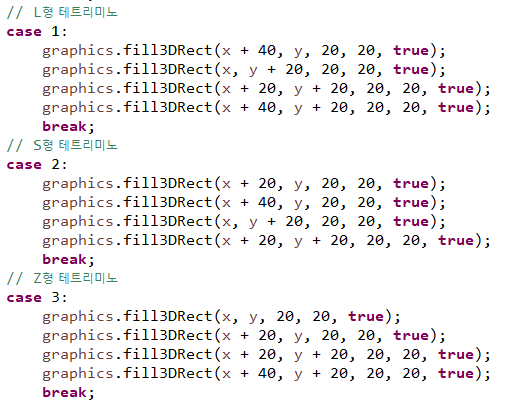 // L형 테트리미노
case 1:
graphics.fill3DRect(x + 40, y, 20, 20, true);
graphics.fill3DRect(x, y + 20, 20, 20, true);
graphics.fill3DRect(x + 20, y + 20, 20, 20, true);
graphics.fill3DRect(x + 40, y + 20, 20, 20, true);
break;
// S형 테트리미노
case 2:
graphics.fill3DRect(x + 20, y, 20, 20, true);
graphics.fill3DRect(x + 40, y, 20, 20, true);
graphics.fill3DRect(x, y + 20, 20, 20, true);
graphics.fill3DRect(x + 20, y + 20, 20, 20, true);
break;
// Z형 테트리미노
case 3:
graphics.fill3DRect(x, y, 20, 20, true);
graphics.fill3DRect(x + 20, y, 20, 20, true);
graphics.fill3DRect(x + 20, y + 20, 20, 20, true);
graphics.fill3DRect(x + 40, y + 20, 20, 20, true);
break;